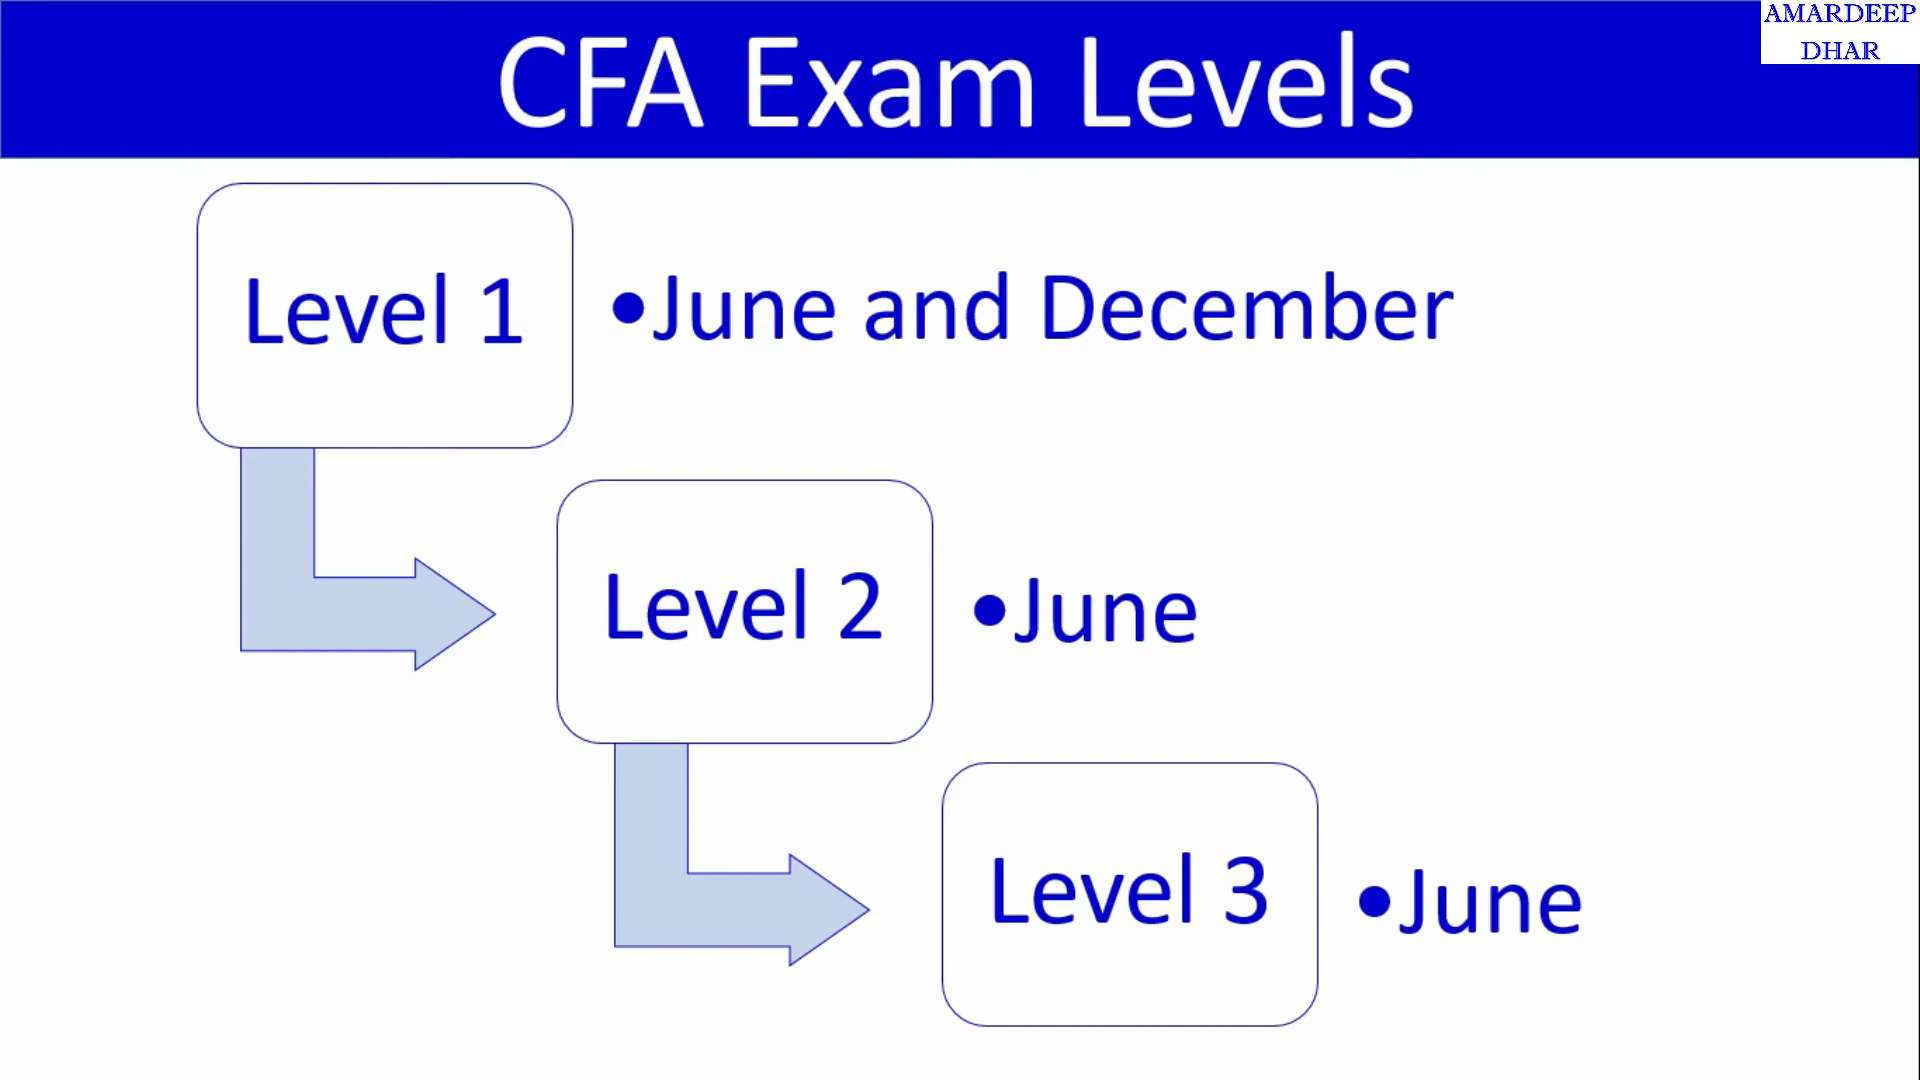 CFA Exam Levels
AMARDEEP
DHAR
Level 1
•June and December
Level 2
•June
Level 3
•June